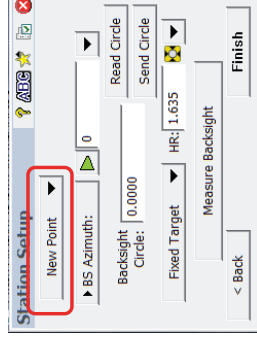 Station Setup ? ABC
New Point
BS Azimuth: 0
Backsight Circle: 0.0000 Read Circle
Send Circle
Fixed Target HR: 1.635
Measure Backsight
< Back Finish